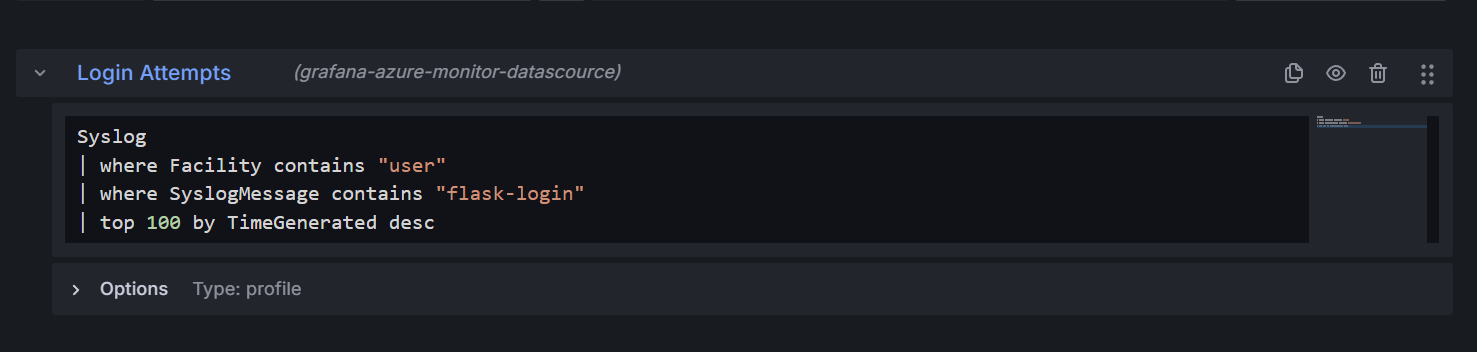 Login Attempts (grafana-azure-monitor-datascource)
Syslog
| where Facility contains "user"
| where SyslogMessage contains "flask-login"
| top 100 by TimeGenerated desc
Options Type: profile